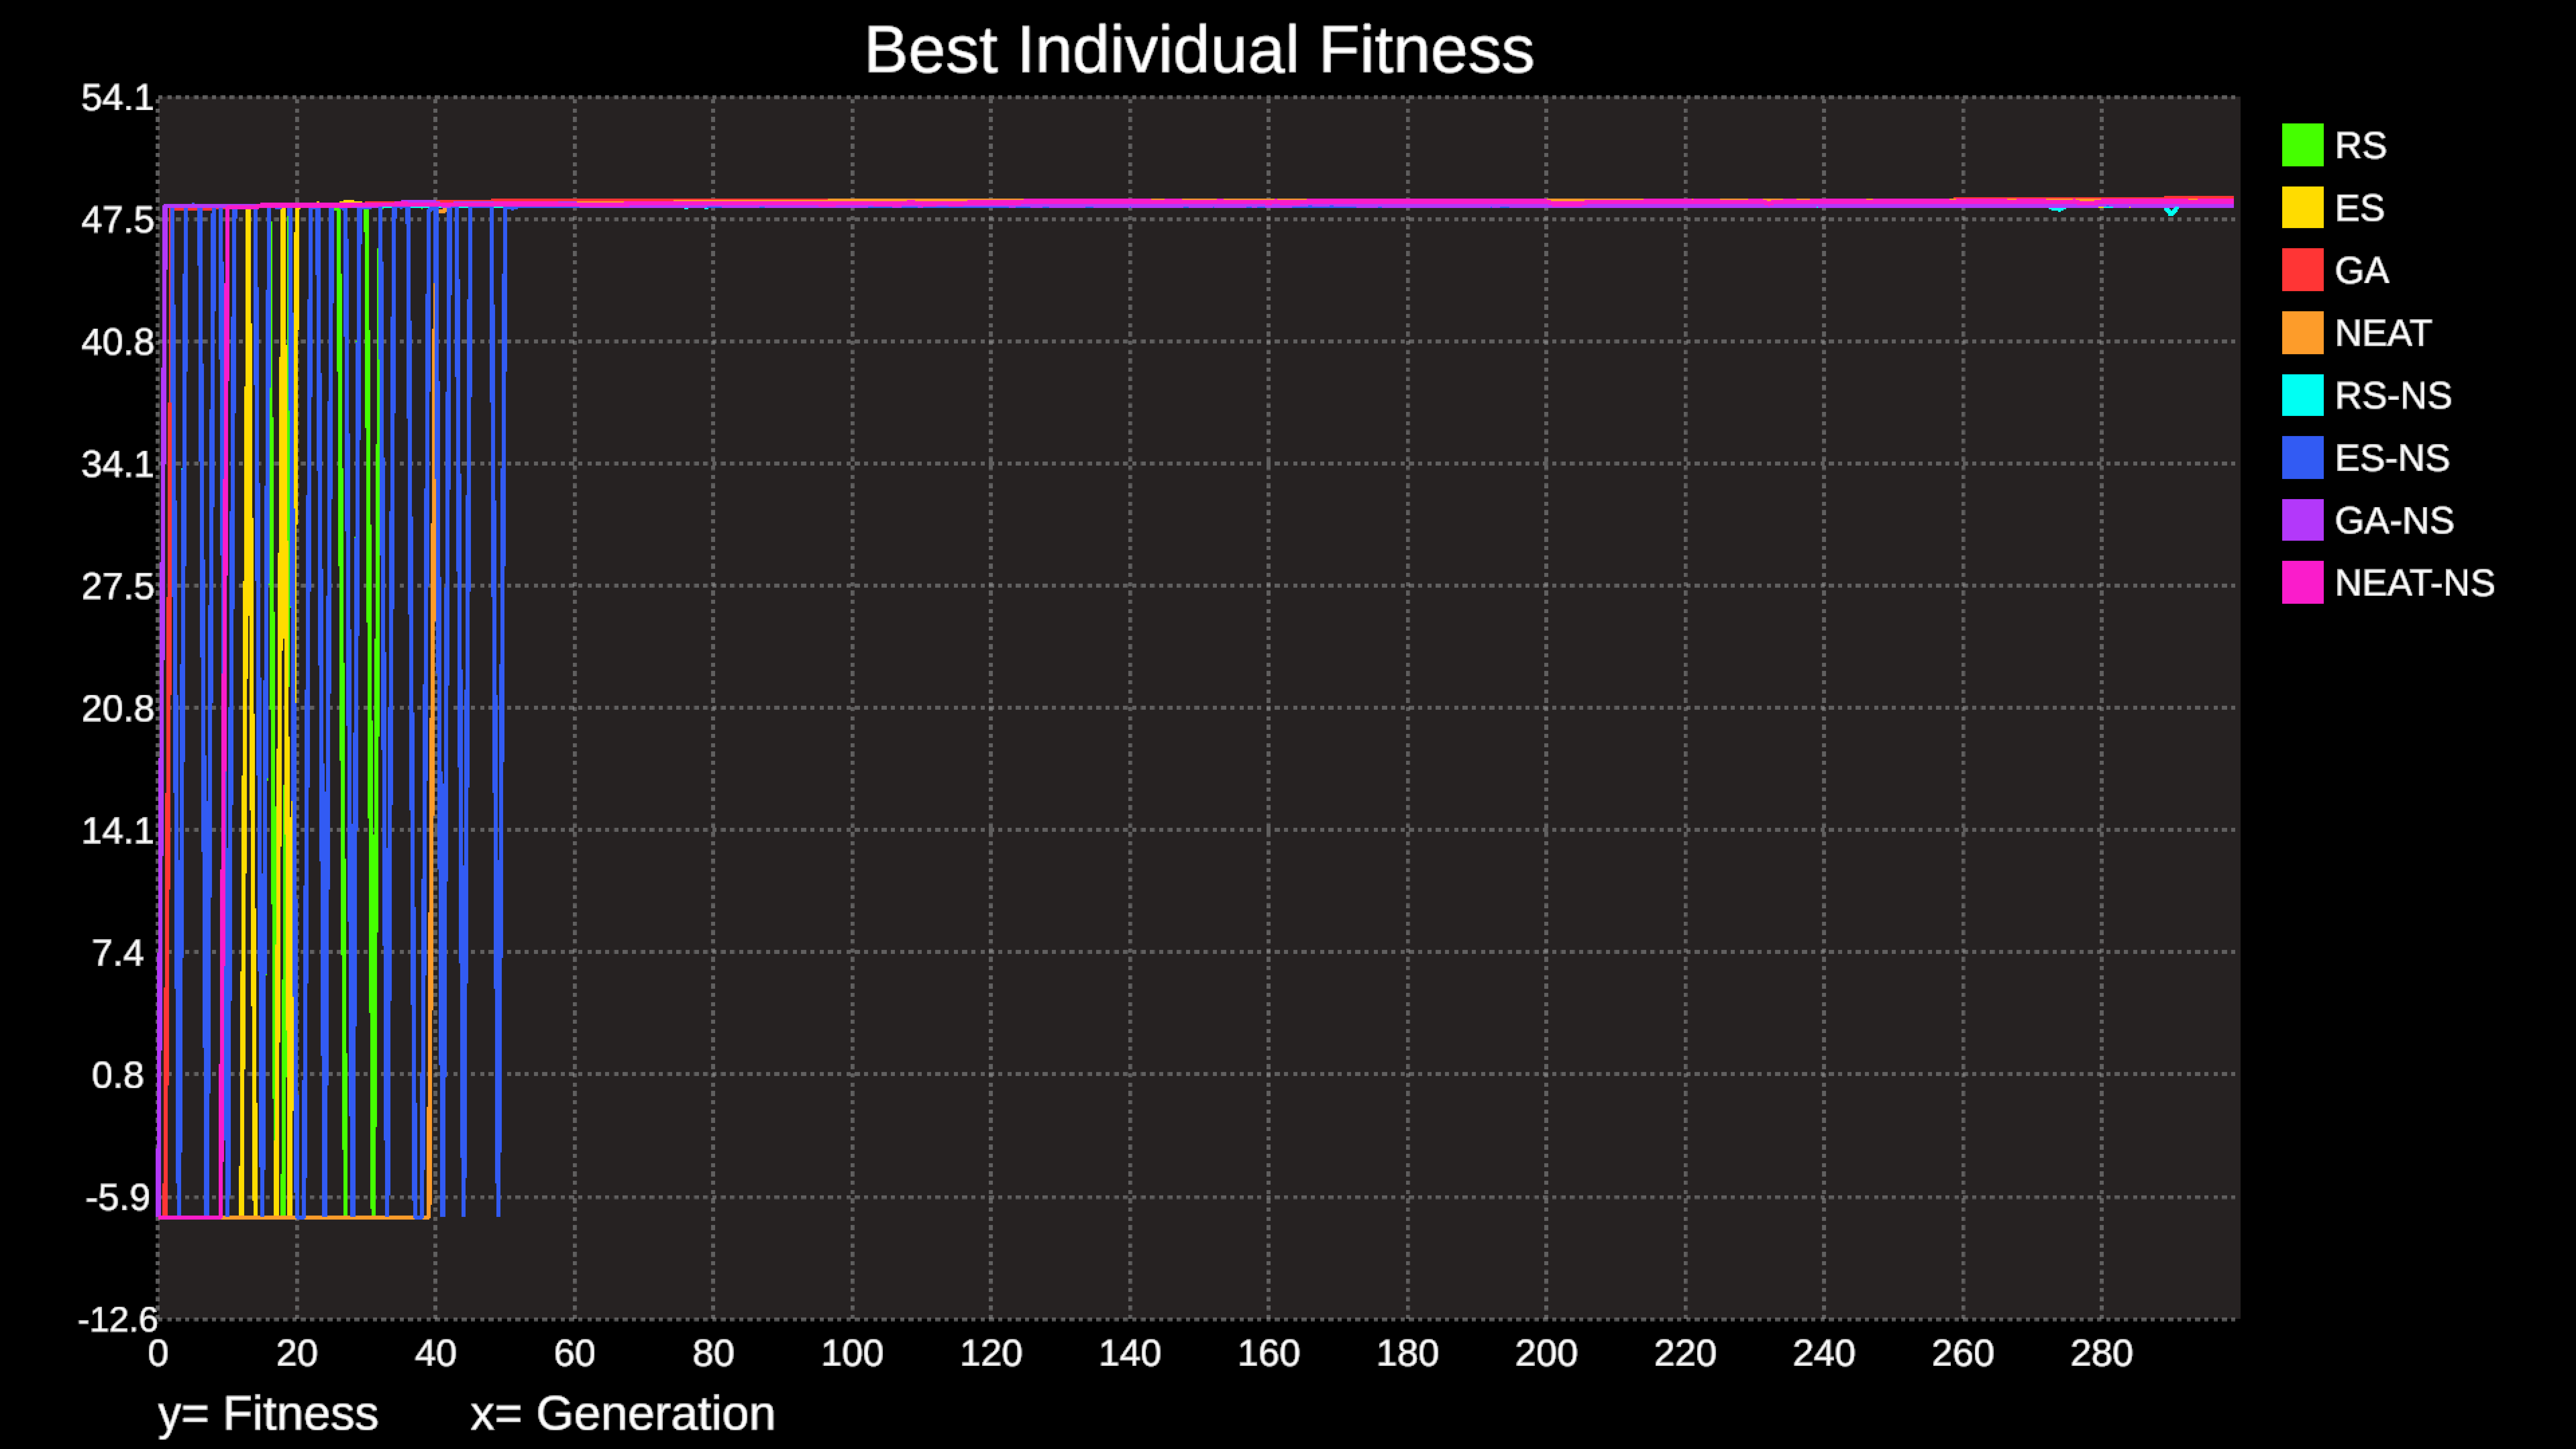 Best Individual Fitness
54.1
47.5
40.8
34.1
27.5
20.8
14.1
7.4
0.8
-5.9
-12.6
0 20 40 60 80 100 120 140 160 180 200 220 240 260 280
y= Fitness x= Generation
RS
ES
GA
NEAT
RS-NS
ES-NS
GA-NS
NEAT-NS